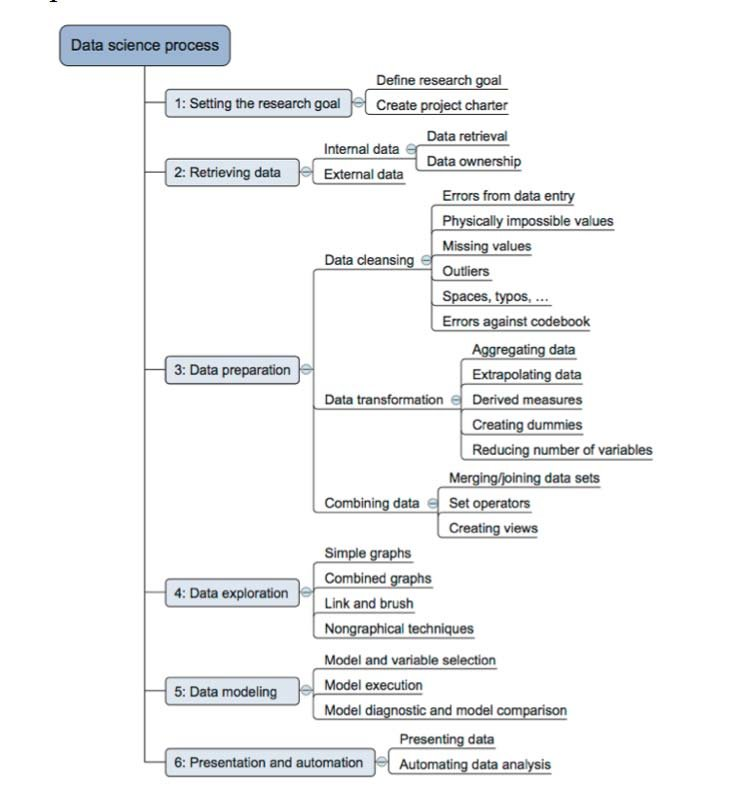 Data science process
1: Setting the research goal
Define research goal
Create project charter
2: Retrieving data
Internal data
Data retrieval
Data ownership
External data
3: Data preparation
Data cleansing
Errors from data entry
Physically impossible values
Missing values
Outliers
Spaces, typos, ...
Errors against codebook
Data transformation
Aggregating data
Extrapolating data
Derived measures
Creating dummies
Reducing number of variables
Combining data
Merging/joining data sets
Set operators
Creating views
4: Data exploration
Simple graphs
Combined graphs
Link and brush
Nongraphical techniques
5: Data modeling
Model and variable selection
Model execution
Model diagnostic and model comparison
6: Presentation and automation
Presenting data
Automating data analysis